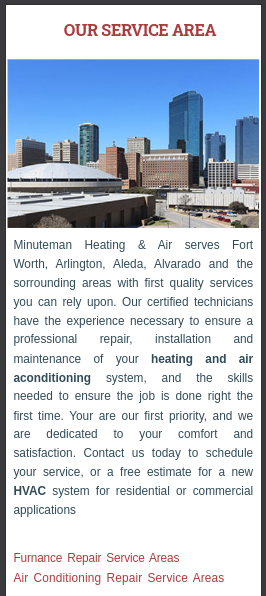 OUR SERVICE AREA
Minuteman Heating & Air serves Fort
Worth, Arlington, Aleda, Alvarado and the
sorrounding areas with first quality services
you can rely upon. Our certified technicians
have the experience necessary to ensure a
professional repair, installation and
maintenance of your heating and air
aconditioning system, and the skills
needed to ensure the job is done right the
first time. Your are our first priority, and we
are dedicated to your comfort and
satisfaction. Contact us today to schedule
your service, or a free estimate for a new
HVAC system for residential or commercial
applications
Furnance Repair Service Areas
Air Conditioning Repair Service Areas